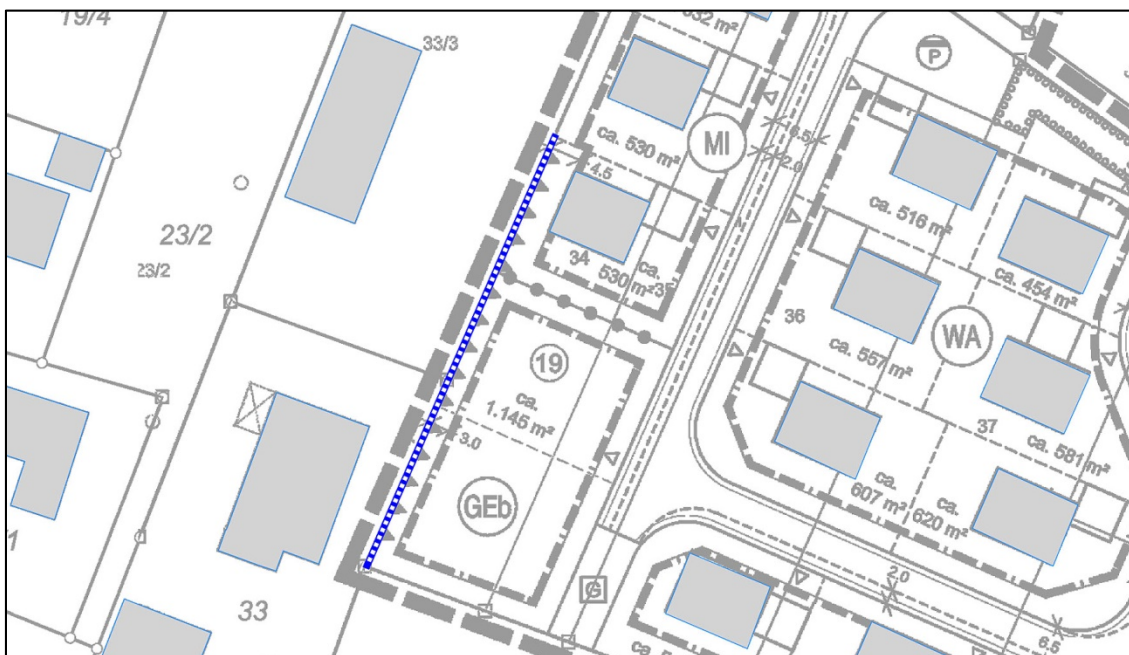 19/4
33/3
632 m²
P
ca. 530 m²
MI
6.5
2.0
4.5
ca. 516 m²
23/2
23/2
34
ca.
530 m²
35
ca. 454 m²
36
WA
19
ca. 557 m²
ca.
1.145 m²
3.0
37
ca. 581 m²
GEb
ca.
607 m²
ca.
620 m²
33
G
2.0
6.5
ca.